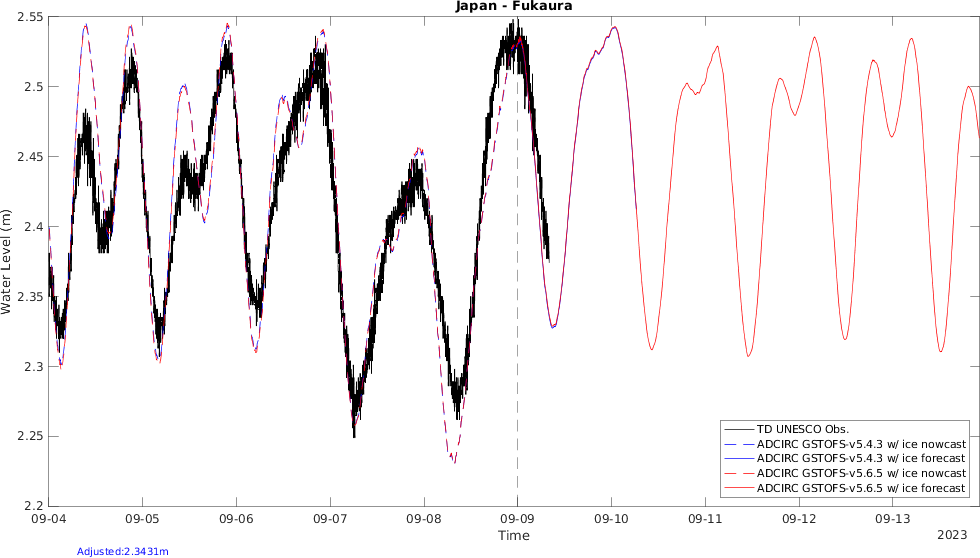 Japan - Fukaura
2.55
2.5
2.45
2.4
2.35
2.3
2.25
2.2
Water Level (m)
TD UNESCO Obs.
ADCIRC GSTOFS-v5.4.3 w/ ice nowcast
ADCIRC GSTOFS-v5.4.3 w/ ice forecast
ADCIRC GSTOFS-v5.6.5 w/ ice nowcast
ADCIRC GSTOFS-v5.6.5 w/ ice forecast
09-04 09-05 09-06 09-07 09-08 09-09 09-10 09-11 09-12 09-13
Time 2023
Adjusted:2.3431m